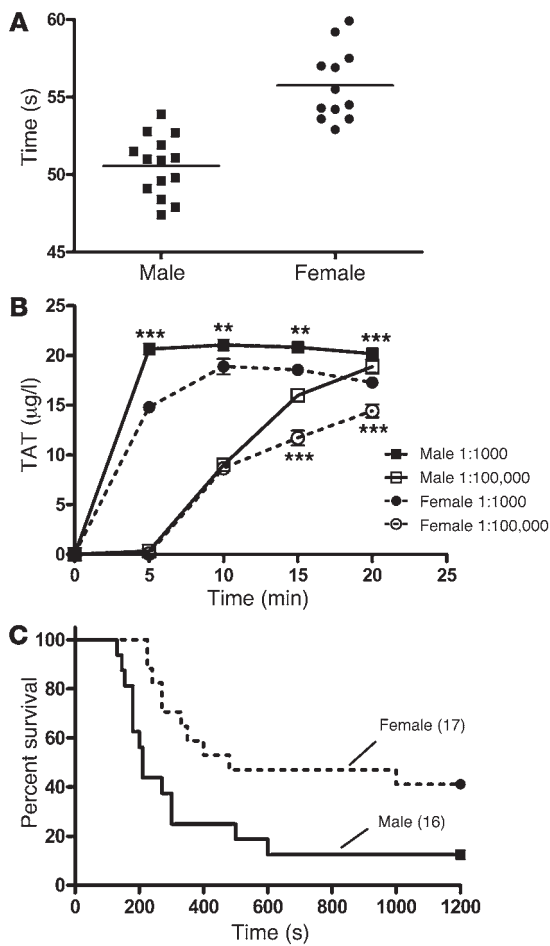 A
60
55
50
45
Time (s)
Male Female
B
25
20
15
10
5
0
TAT (μg/l)
*** ** ** ***
***
***
Male 1:1000
Male 1:100,000
Female 1:1000
Female 1:100,000
0 5 10 15 20 25
Time (min)
C
100
80
60
40
20
0
Percent survival
Female (17)
Male (16)
0 200 400 600 800 1000 1200
Time (s)